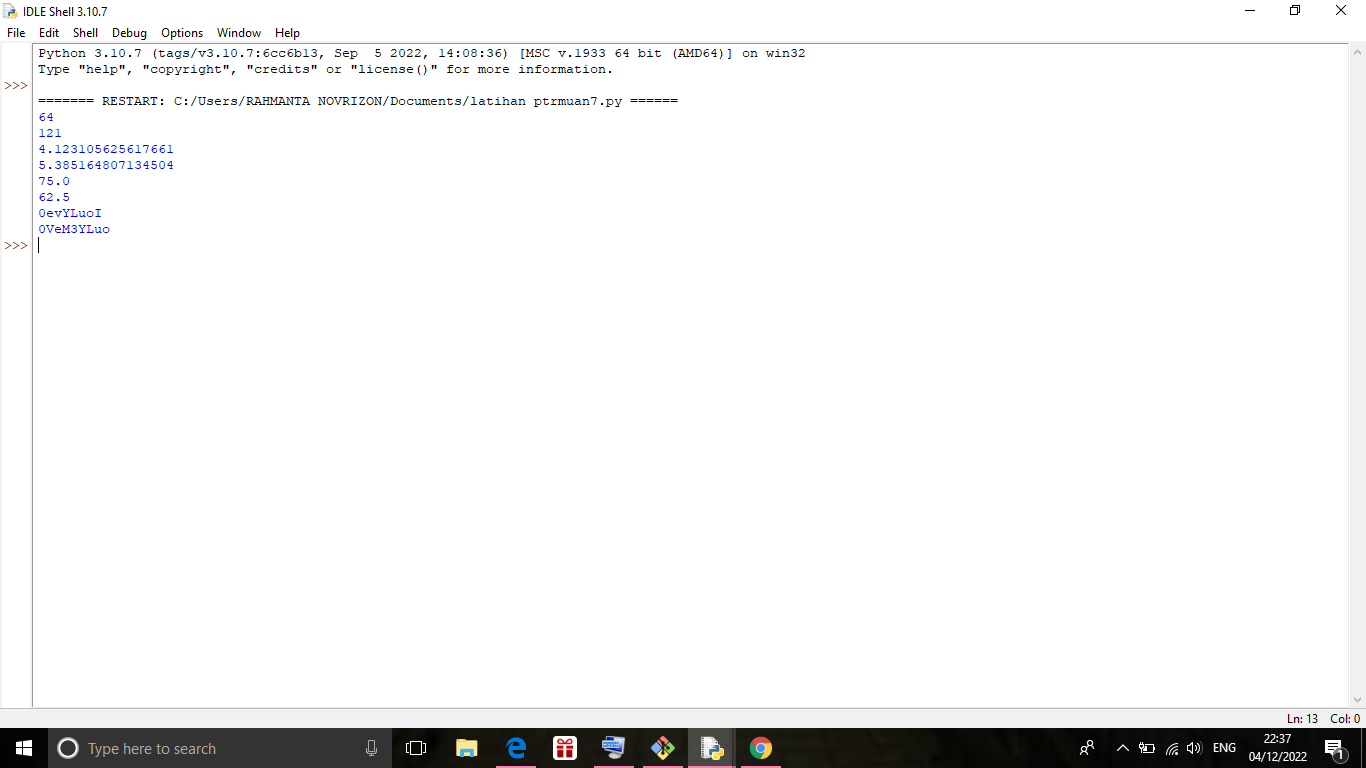 IDLE Shell 3.10.7
File Edit Shell Debug Options Window Help
Python 3.10.7 (tags/v3.10.7:6cc6b13, Sep  5 2022, 14:08:36) [MSC v.1933 64 bit (AMD64)] on win32
Type "help", "copyright", "credits" or "license()" for more information.
>>>
======= RESTART: C:/Users/RAHMANTA NOVRIZON/Documents/latihan ptrmuan7.py ======
64
121
4.123105625617661
5.385164807134504
75.0
62.5
0evYLuoI
0VeM3YLuo
>>>
Ln: 13 Col: 0
Type here to search
ENG
22:37
04/12/2022
1